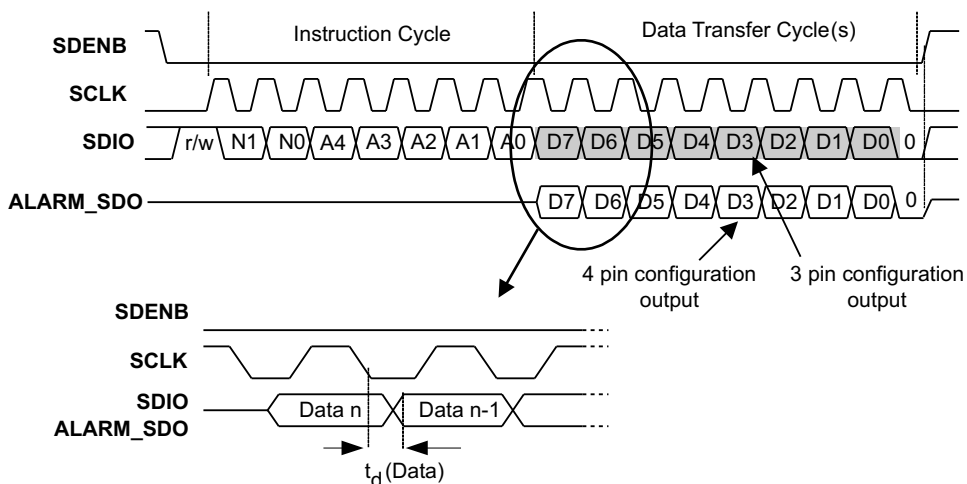 Instruction Cycle Data Transfer Cycle(s)
SDENB
SCLK
SDIO r/w N1 N0 A4 A3 A2 A1 A0 D7 D6 D5 D4 D3 D2 D1 D0 0
ALARM_SDO D7 D6 D5 D4 D3 D2 D1 D0 0
4 pin configuration output
3 pin configuration output
SDENB
SCLK
SDIO
ALARM_SDO
Data n Data n-1
td(Data)